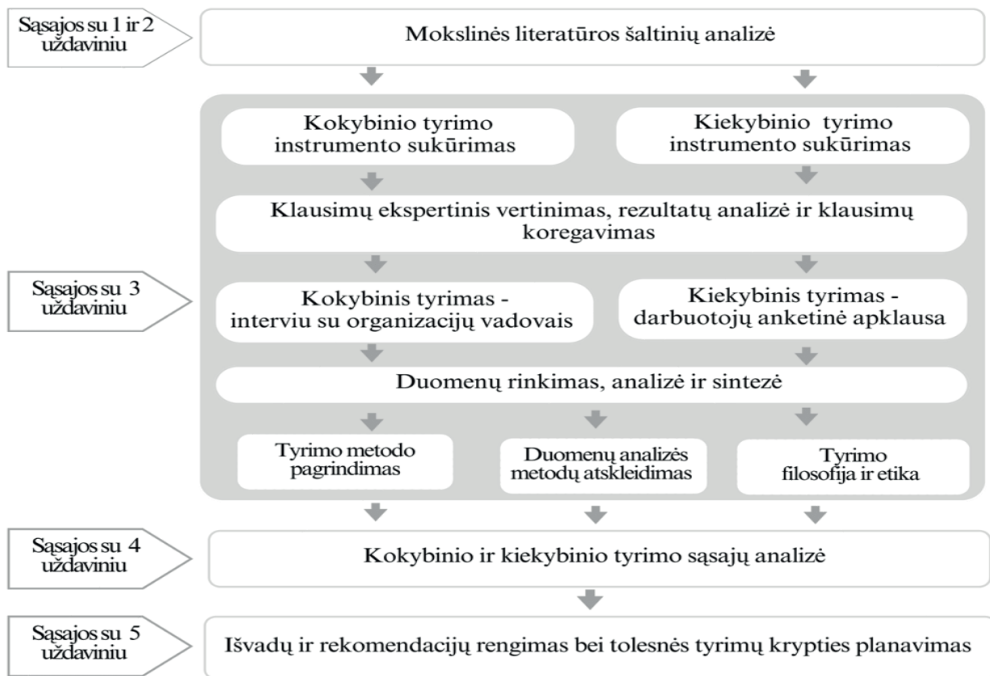 Sąsajos su 1 ir 2
uždaviniu
Mokslinės literatūros šaltinių analizė
Kokybinio tyrimo
instrumento sukūrimas
Kiekybinio tyrimo
instrumento sukūrimas
Klausimų ekspertinis vertinimas, rezultatų analizė ir klausimų
koregavimas
Sąsajos su 3
uždaviniu
Kokybinis tyrimas -
interviu su organizacijų vadovais
Kiekybinis tyrimas -
darbuotojų anketinė apklausa
Duomenų rinkimas, analizė ir sintezė
Tyrimo metodo
pagrindimas
Duomenų analizės
metodų atskleidimas
Tyrimo
filosofija ir etika
Sąsajos su 4
uždaviniu
Kokybinio ir kiekybinio tyrimo sąsajų analizė
Sąsajos su 5
uždaviniu
Išvadų ir rekomendacijų rengimas bei tolesnės tyrimų krypties planavimas